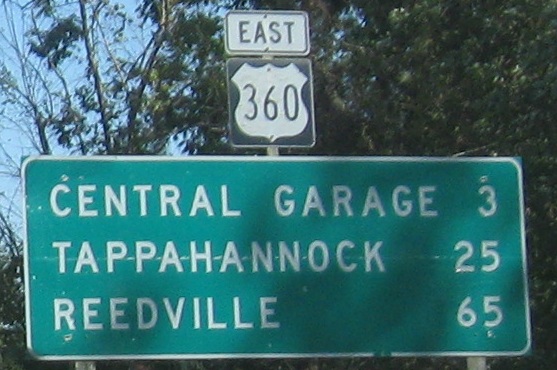 EAST
360
CENTRAL GARAGE 3
TAPPAHANNOCK 25
REEDVILLE 65